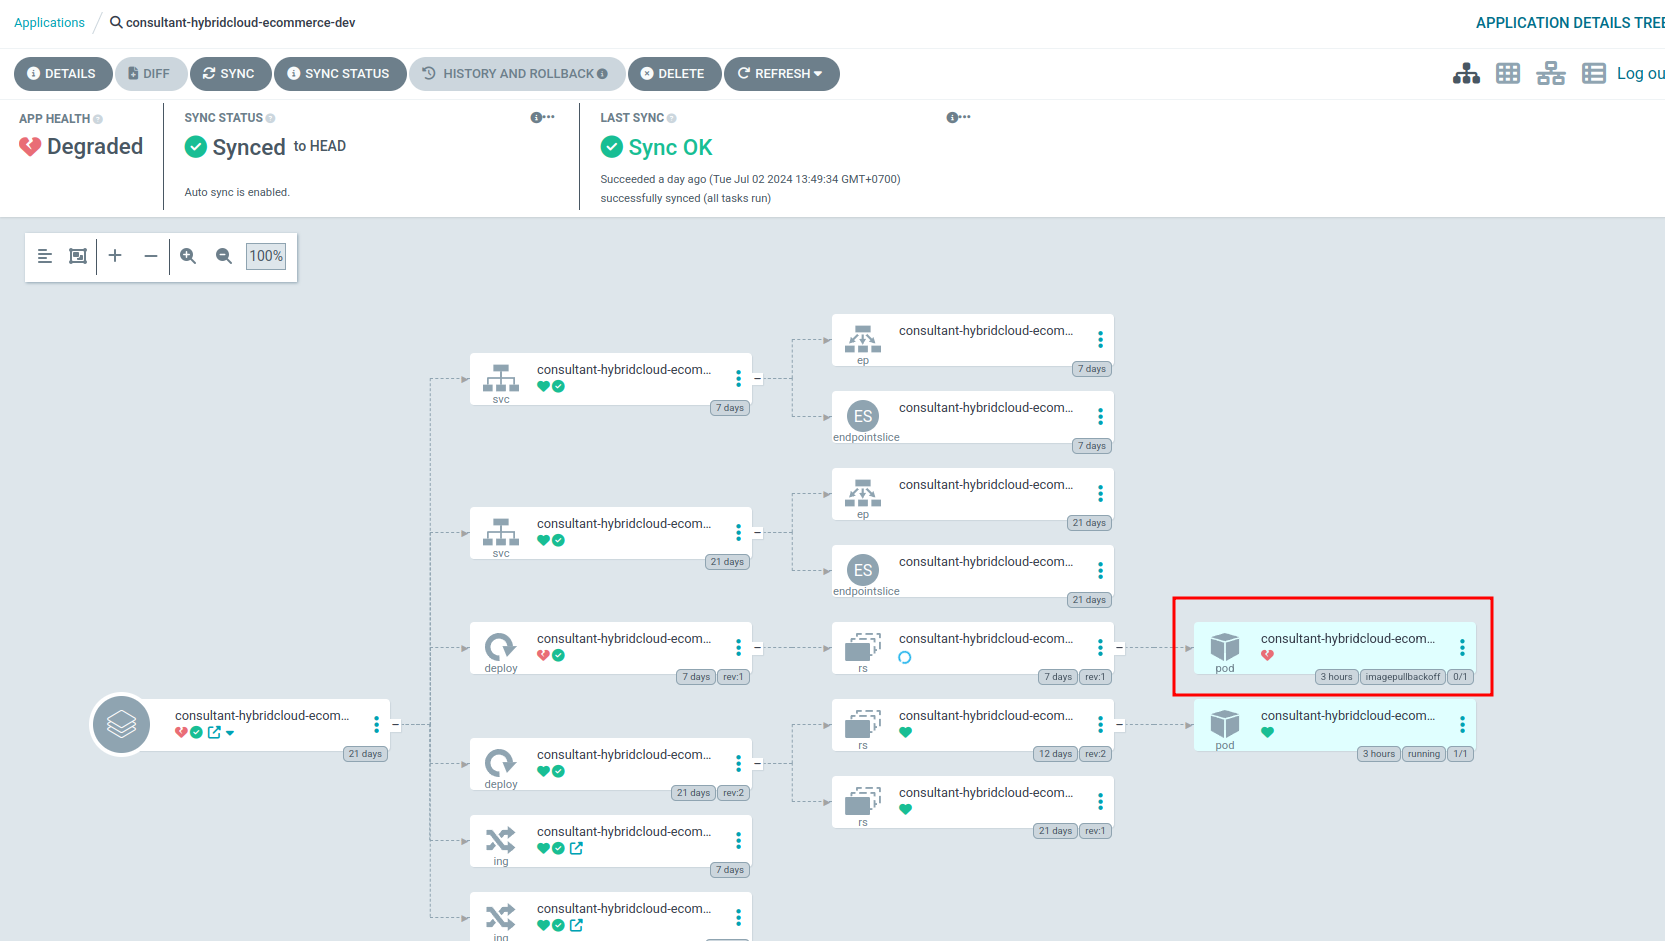 Applications / consultant-hybridcloud-ecommerce-dev
APPLICATION DETAILS TREE
DETAILS DIFF SYNC SYNC STATUS HISTORY AND ROLLBACK DELETE REFRESH
Log ou
APP HEALTH
Degraded
SYNC STATUS
Synced to HEAD
Auto sync is enabled.
LAST SYNC
Sync OK
Succeeded a day ago (Tue Jul 02 2024 13:49:34 GMT+0700)
successfully synced (all tasks run)
100%
consultant-hybridcloud-ecom...
21 days
consultant-hybridcloud-ecom...
svc
7 days
consultant-hybridcloud-ecom...
svc
21 days
consultant-hybridcloud-ecom...
deploy
7 days rev:1
consultant-hybridcloud-ecom...
deploy
21 days rev:2
consultant-hybridcloud-ecom...
ing
7 days
consultant-hybridcloud-ecom...
ing
consultant-hybridcloud-ecom...
ep
7 days
ES
consultant-hybridcloud-ecom...
endpointslice
7 days
consultant-hybridcloud-ecom...
ep
21 days
ES
consultant-hybridcloud-ecom...
endpointslice
21 days
consultant-hybridcloud-ecom...
rs
7 days rev:1
consultant-hybridcloud-ecom...
rs
12 days rev:2
consultant-hybridcloud-ecom...
rs
21 days rev:1
consultant-hybridcloud-ecom...
pod
3 hours imagepullbackoff 0/1
consultant-hybridcloud-ecom...
pod
3 hours running 1/1